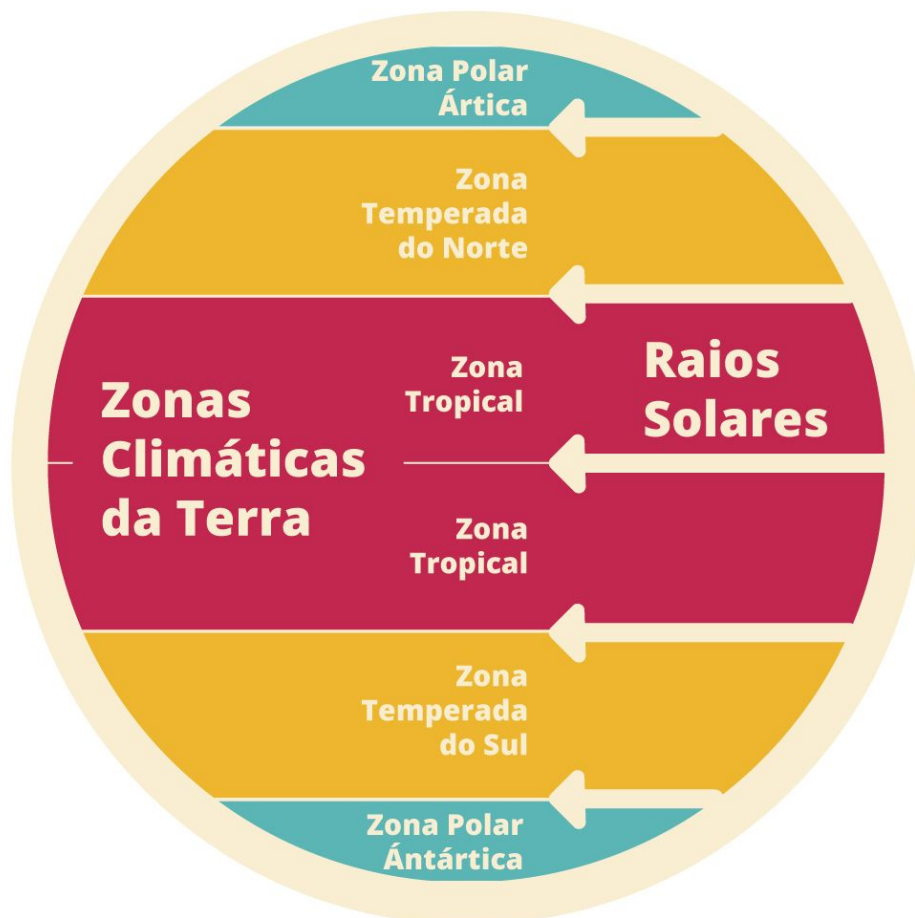 Zona Polar
Ártica
Zona
Temperada
do Norte
Zona
Tropical
Raios
Solares
Zonas
Climáticas
da Terra
Zona
Tropical
Zona
Temperada
do Sul
Zona Polar
Ántártica